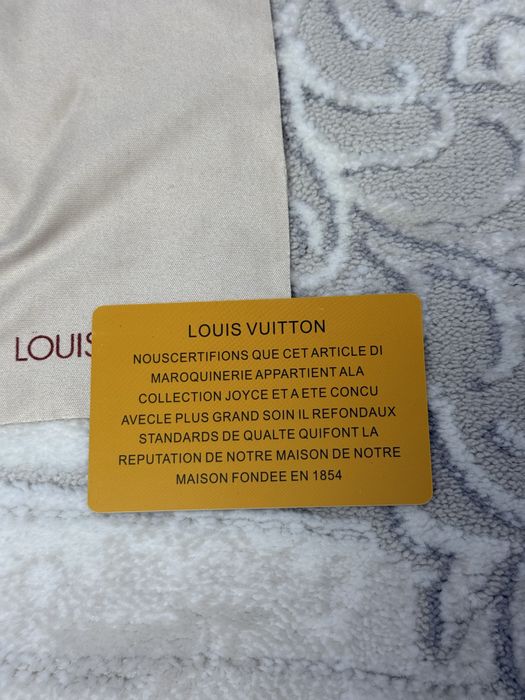 LOUIS
LOUIS VUITTON
NOUSCERTIFIONS QUE CET ARTICLE DI
MAROQUINERIE APPARTIENT ALA
COLLECTION JOYCE ET A ETE CONCU
AVECLE PLUS GRAND SOIN IL REFONDAUX
STANDARDS DE QUALTE QUIFONT LA
REPUTATION DE NOTRE MAISON DE NOTRE
MAISON FONDEE EN 1854